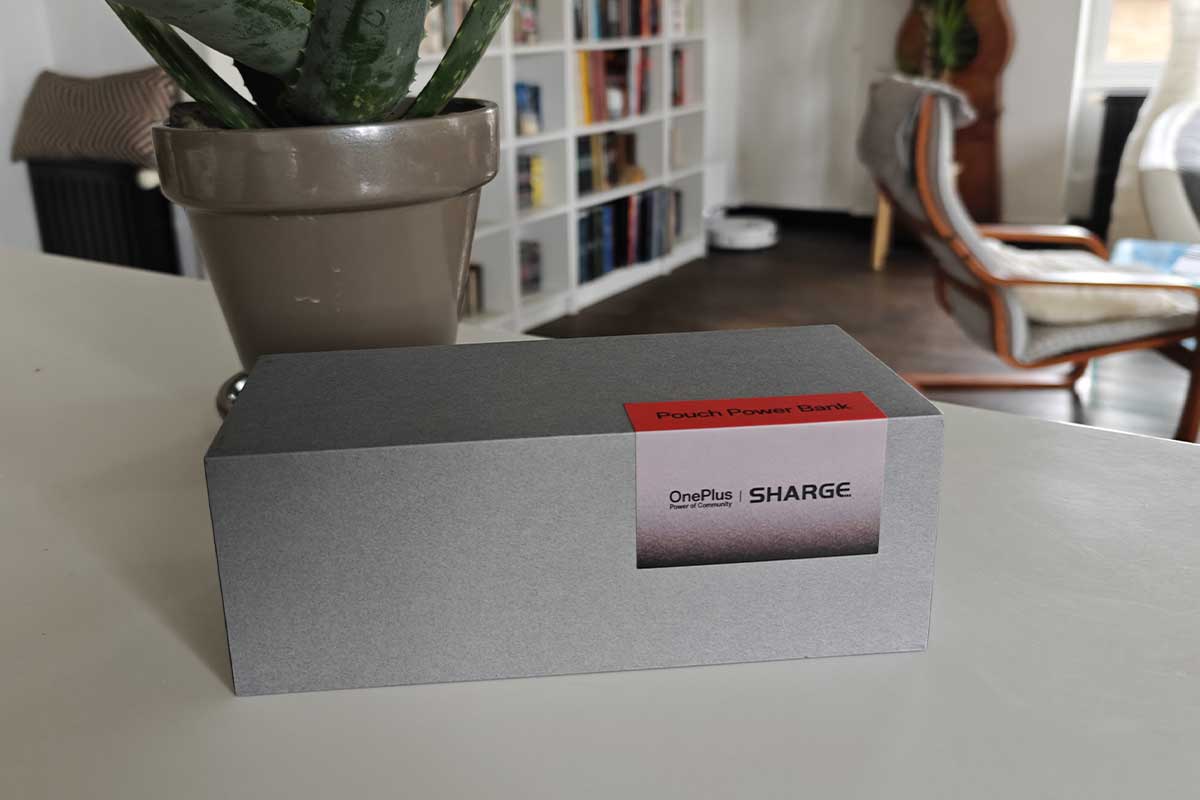 Pouch Power Bank
OnePlus | SHARGE
Power of Community